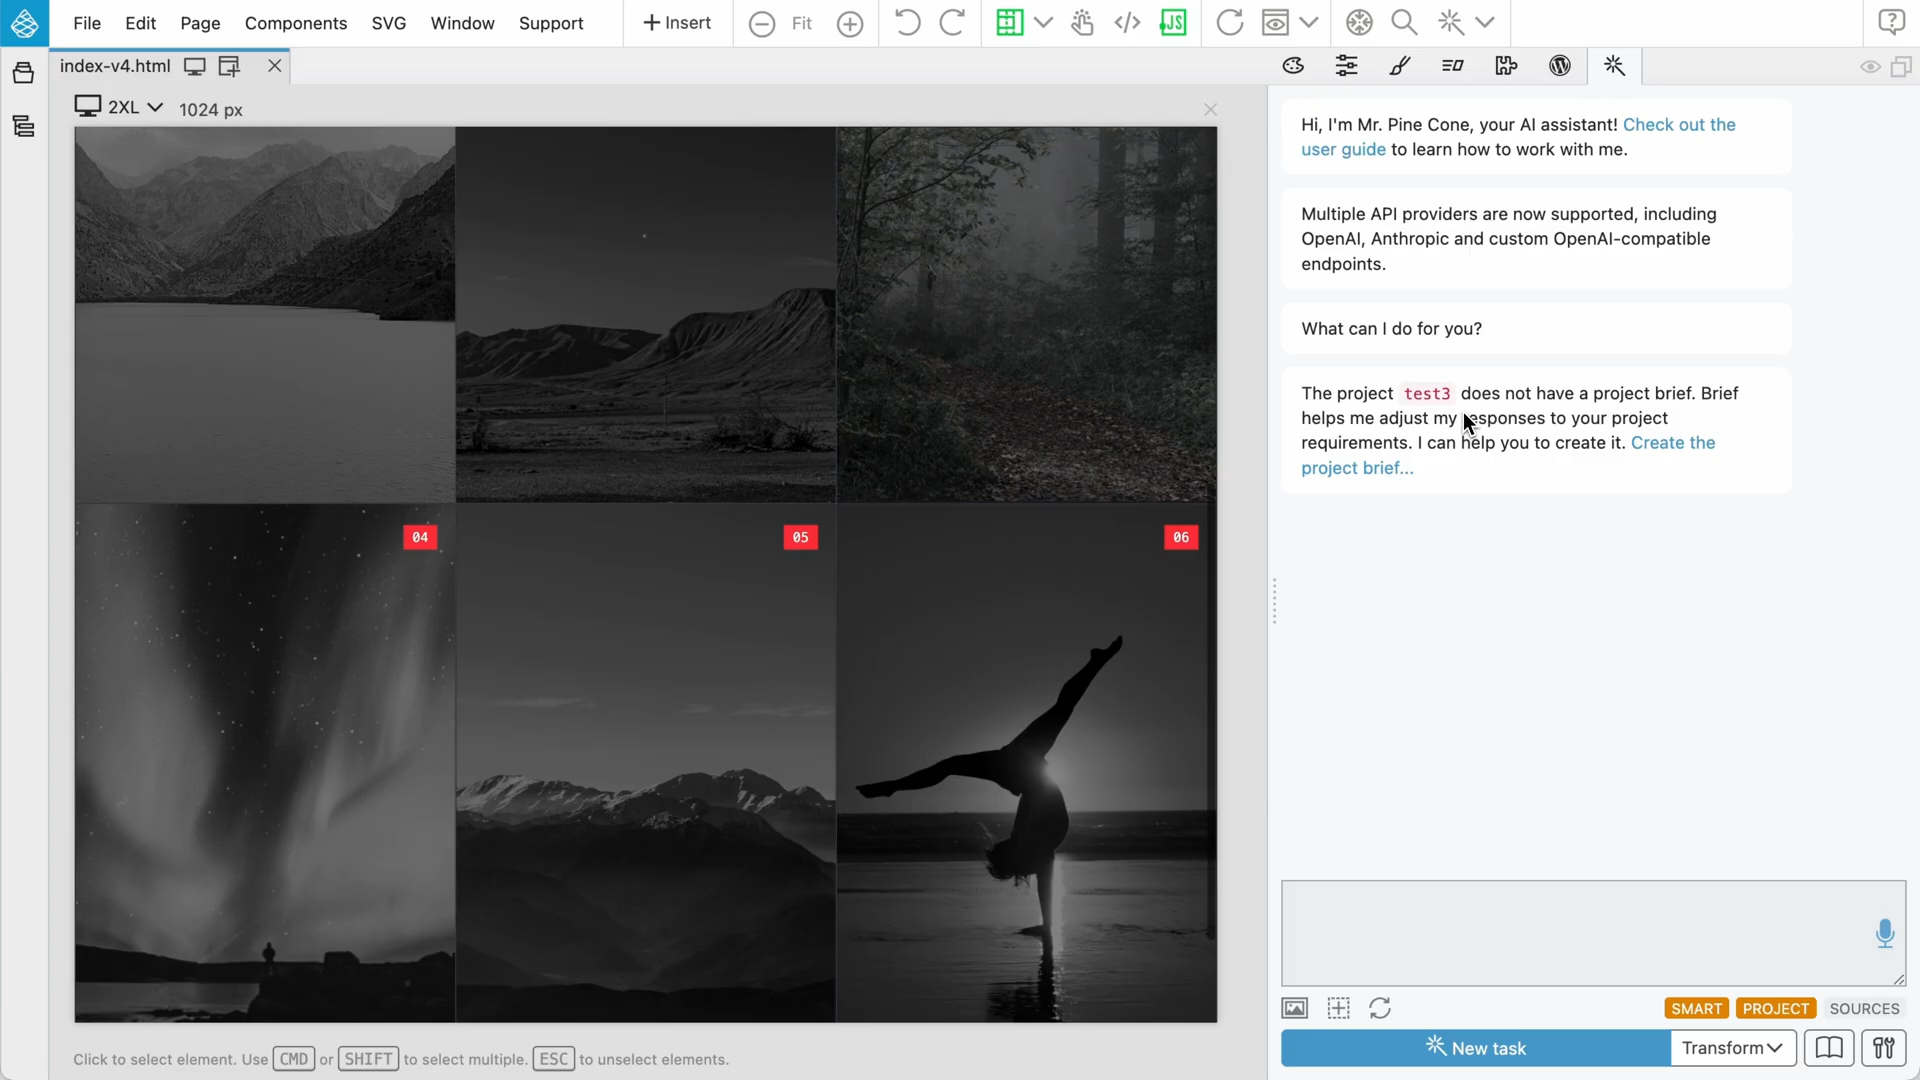 File Edit Page Components SVG Window Support + Insert Fit JS
index-v4.html
2XL 1024 px
04 05 06
Click to select element. Use CMD or SHIFT to select multiple. ESC to unselect elements.
Hi, I'm Mr. Pine Cone, your AI assistant! Check out the
user guide to learn how to work with me.
Multiple API providers are now supported, including
OpenAI, Anthropic and custom OpenAI-compatible
endpoints.
What can I do for you?
The project test3 does not have a project brief. Brief
helps me adjust my responses to your project
requirements. I can help you to create it. Create the
project brief...
SMART PROJECT SOURCES
New task Transform